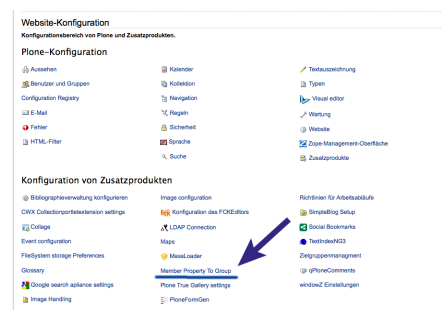 Website-Konfiguration
Konfigurationsbereich von Plone und Zusatzprodukten.
Plone-Konfiguration
Aussehen
Kalender
Textauszeichnung
Benutzer und Gruppen
Kollektion
Typen
Configuration Registry
Navigation
Visual editor
E-Mail
Regeln
Wartung
Fehler
Sicherheit
Website
HTML-Filter
Sprache
Zope-Management-Oberfläche
Suche
Zusatzprodukte
Konfiguration von Zusatzprodukten
Bibliographieverwaltung konfigurieren
Image configuration
Richtlinien für Arbeitsabläufe
CWX Collectionportletextension settings
Konfiguration des FCKEditors
SimpleBlog Setup
Collage
LDAP Connection
Social Bookmarks
Event configuration
Maps
TextIndexNG3
FileSystem storage Preferences
MassLoader
Zielgruppenmanagment
Glossary
Member Property To Group
qPloneComments
Google search apliance settings
Plone True Gallery settings
windowZ Einstellungen
Image Handling
PloneFormGen